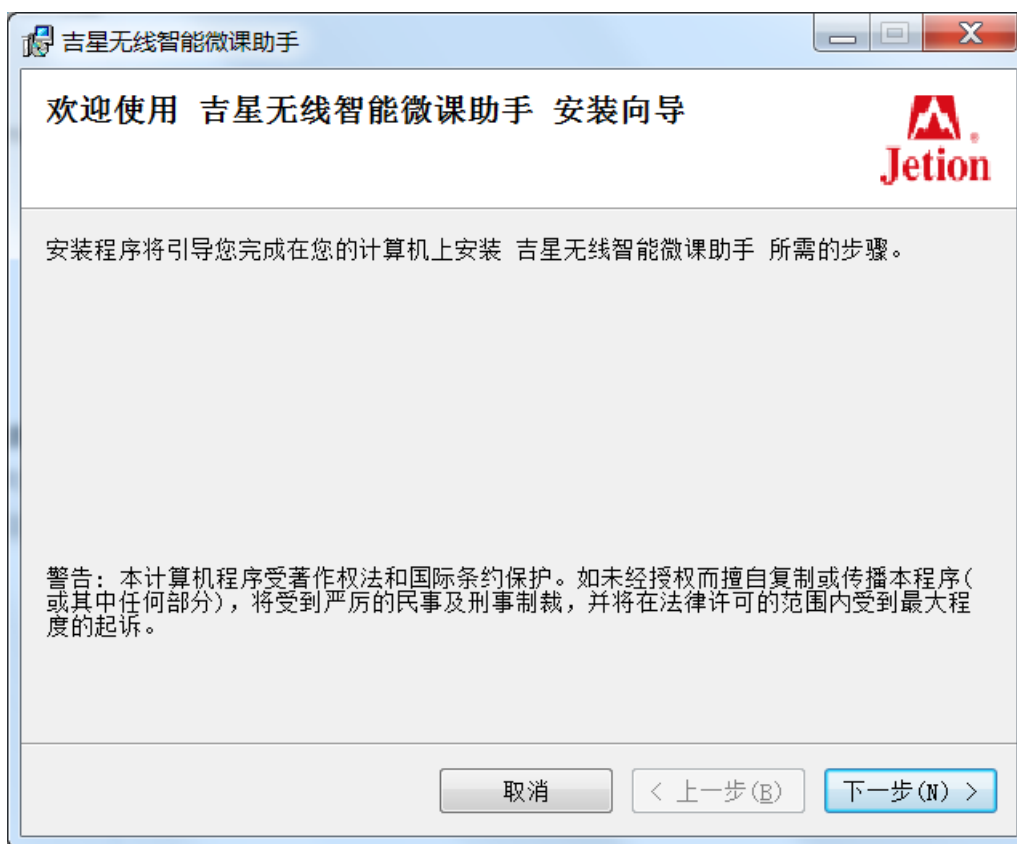 吉星无线智能微课助手
欢迎使用 吉星无线智能微课助手 安装向导
Jetion
安装程序将引导您完成在您的计算机上安装 吉星无线智能微课助手 所需的步骤。
警告: 本计算机程序受著作权法和国际条约保护。如未经授权而擅自复制或传播本程序(
或其中任何部分), 将受到严厉的民事及刑事制裁, 并将在法律许可的范围内受到最大程
度的起诉。
取消 < 上一步(B) 下一步(N) >